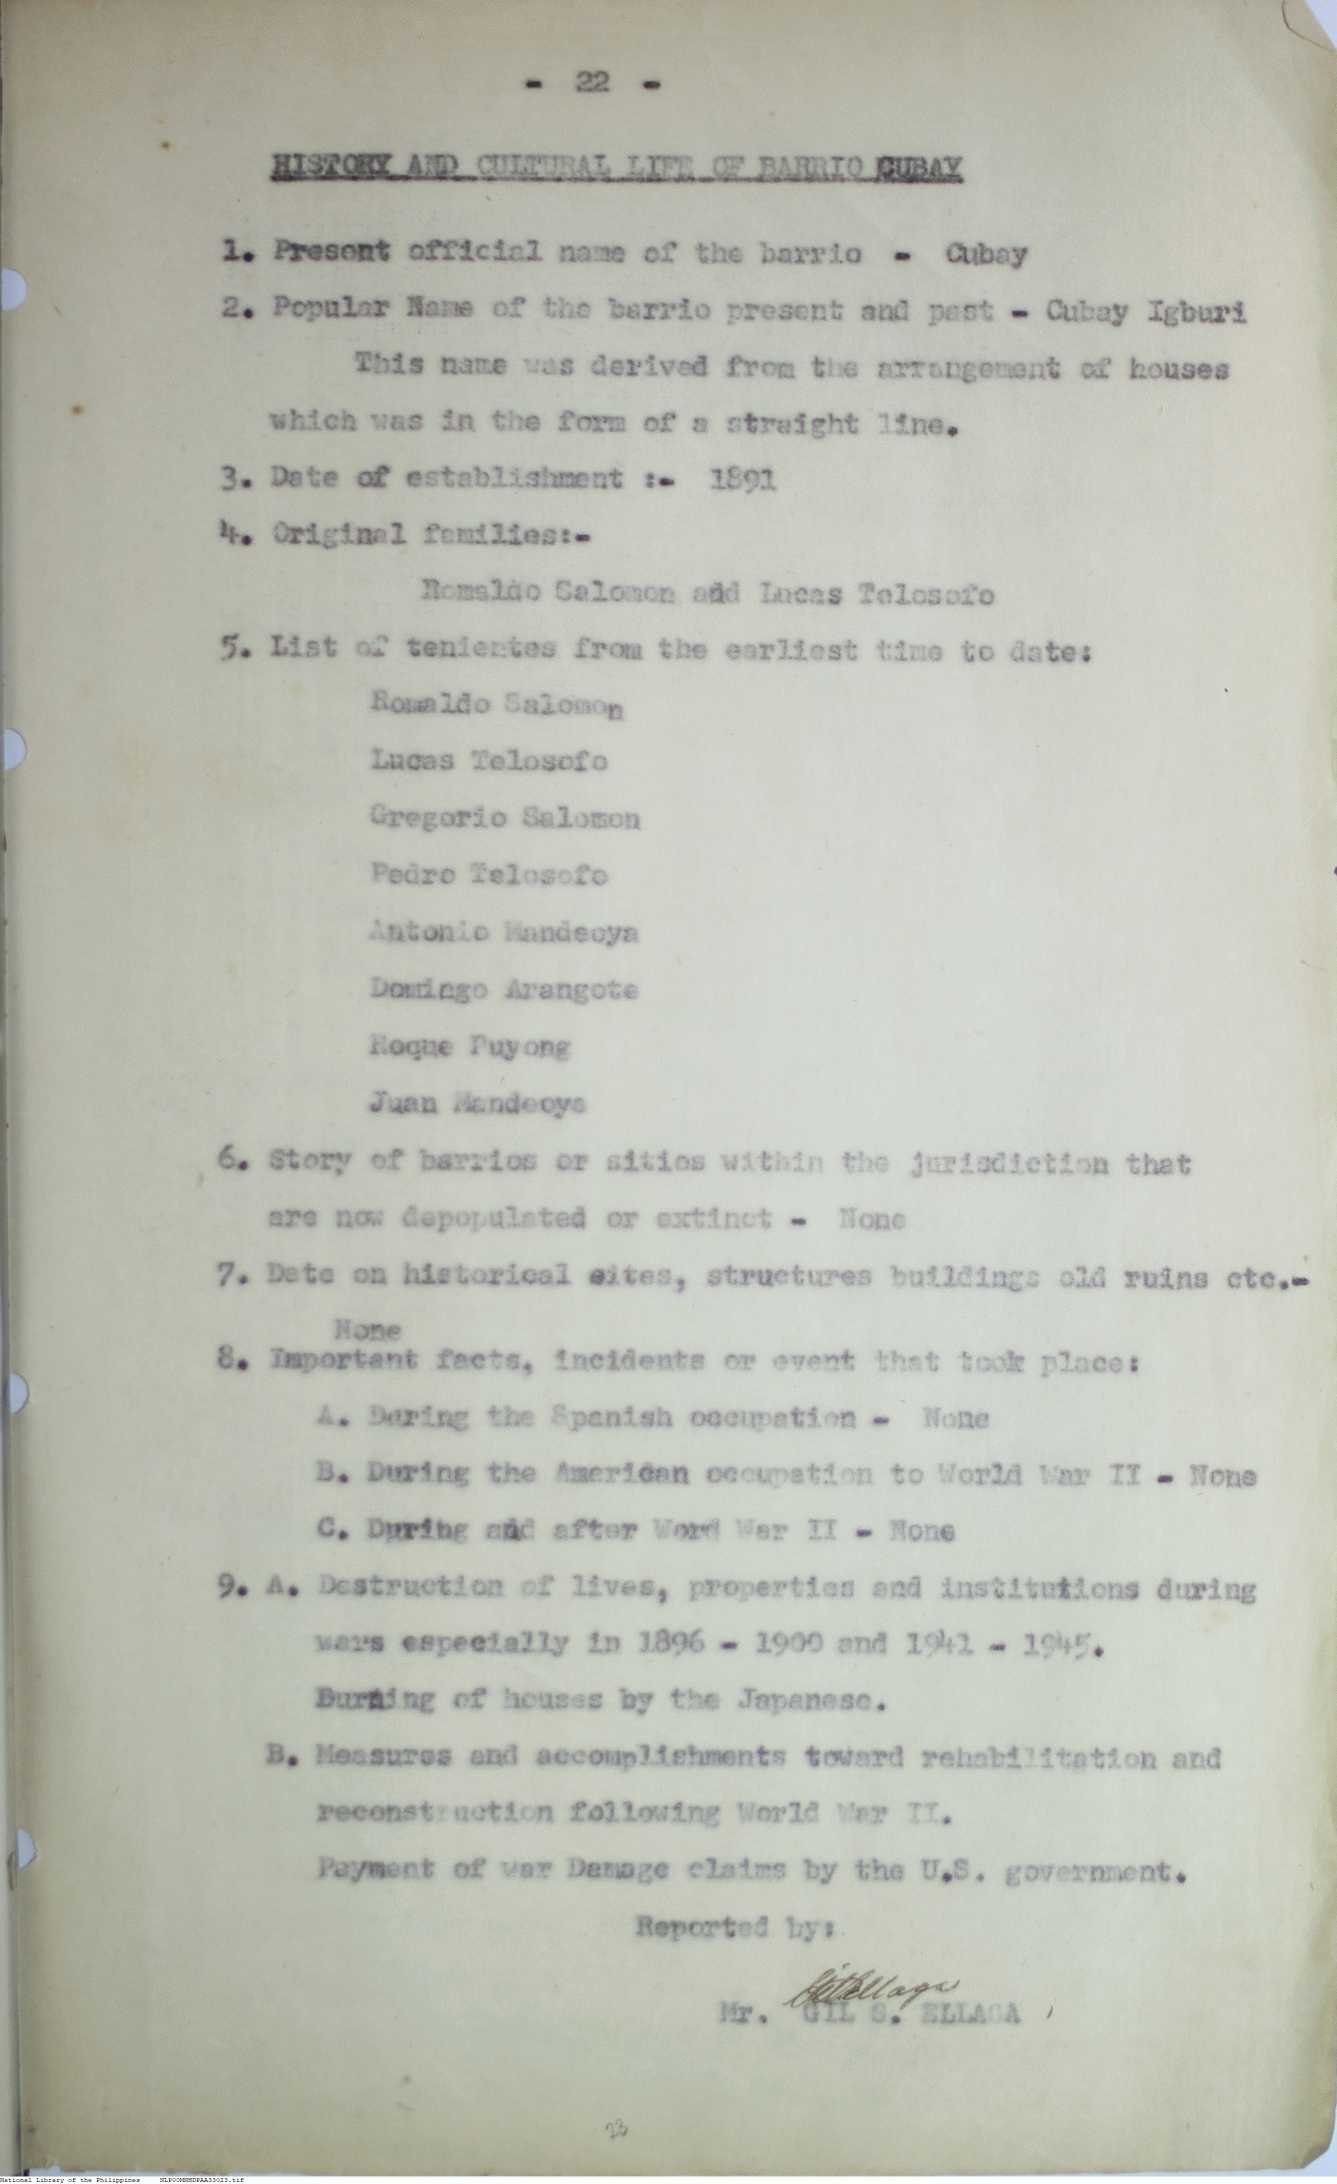 - 22 -
HISTORY AND CULTURAL LIFE OF BARRIO CUBAY
1. Present official name of the barrio - Cubay
2. Popular Name of the barrio present and past - Cubay Igburi
This name was derived from the arrangement of houses
which was in the form of a straight line.
3. Date of establishment :- 1891
4. Original families:-
Romaldo Salomon add Lucas Telosofo
5. List of tenientes from the earliest time to date:
Romaldo Salomon
Lucas Telosofo
Gregorio Salomon
Pedro Telosofo
Antonio Mandeoya
Domingo Arangote
Roque Puyong
Juan Mandeoya
6. Story of barrios or sitios within the jurisdiction that
are now depopulated or extinct - None
7. Date on historical sites, structures buildings old ruins etc.-
None
8. Important facts, incidents or event that took place:
A. During the Spanish occupation - None
B. During the American occupation to World War II - None
C. During and after Word War II - None
9. A. Destruction of lives, properties and institutions during
wars especially in 1896 - 1900 and 1941 - 1945.
Burning of houses by the Japanese.
B. Measures and accomplishments toward rehabilitation and
reconstruction following World War II.
Payment of war Damage claims by the U.S. government.
Reported by:
Mr. GIL S. ELLAGA
23
National Library of the Philippines